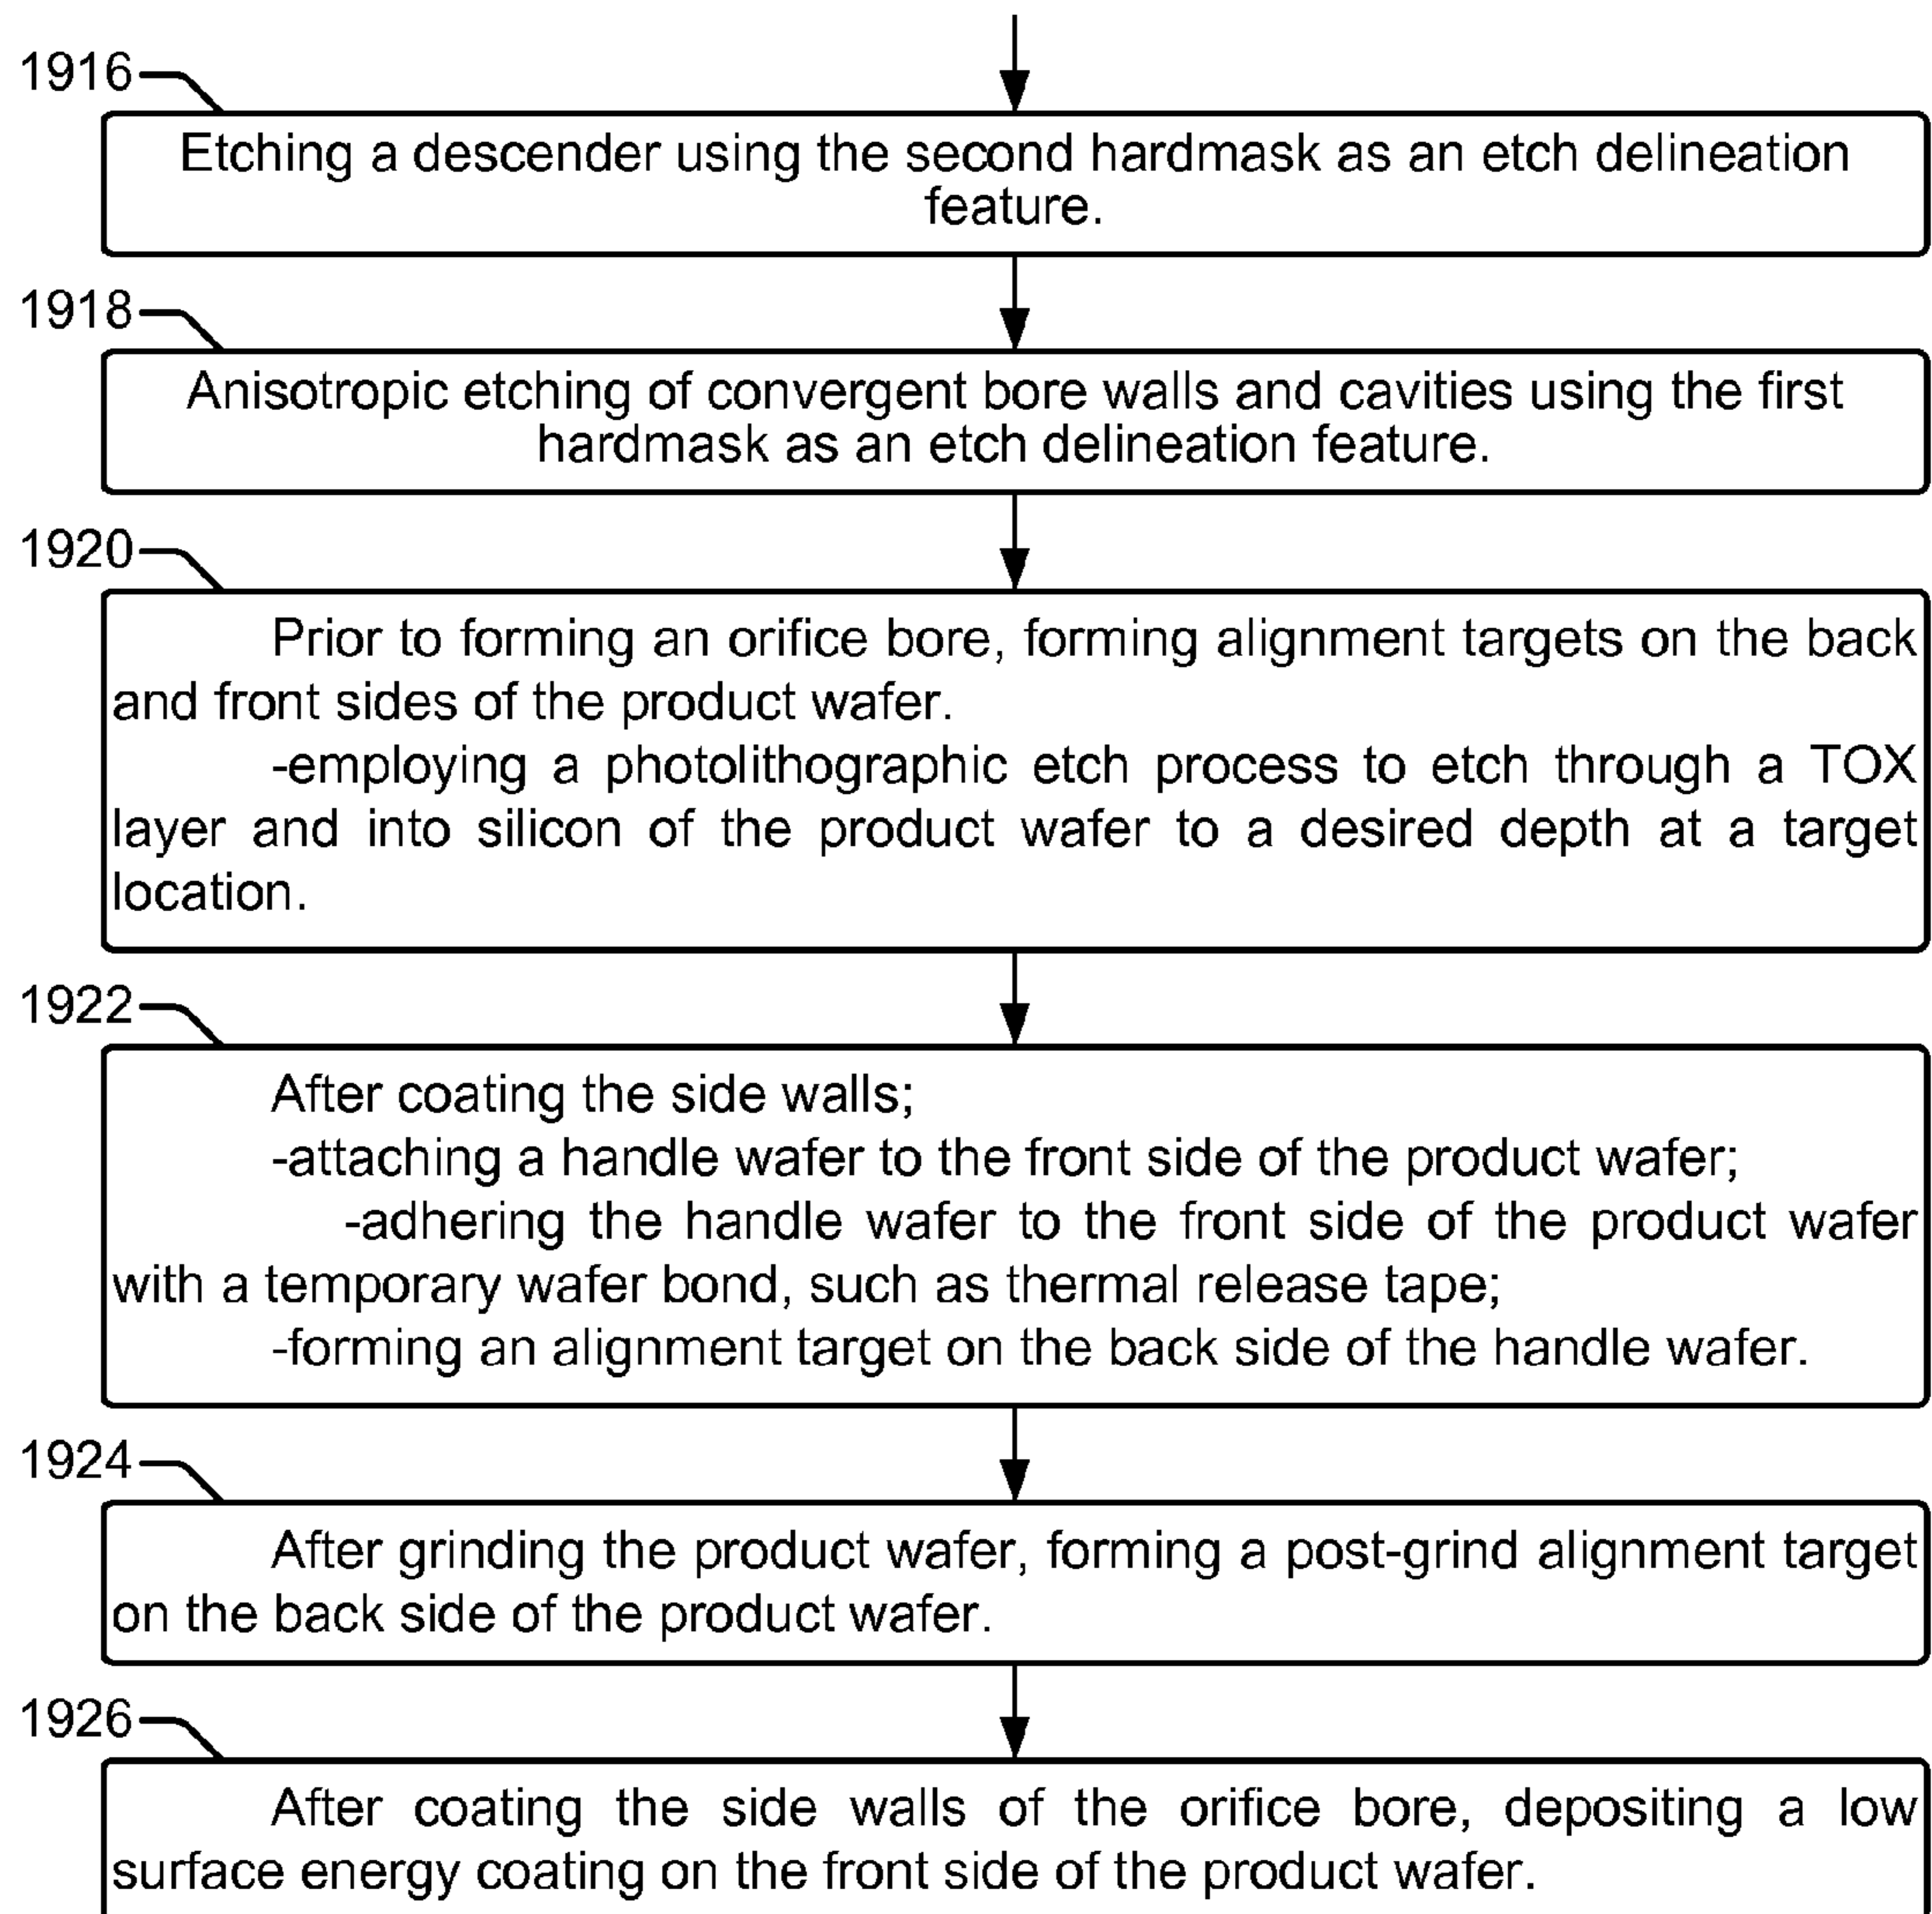 1916
Etching a descender using the second hardmask as an etch delineation
feature.
1918
Anisotropic etching of convergent bore walls and cavities using the first
hardmask as an etch delineation feature.
1920
Prior to forming an orifice bore, forming alignment targets on the back
and front sides of the product wafer.
-employing a photolithographic etch process to etch through a TOX
layer and into silicon of the product wafer to a desired depth at a target
location.
1922
After coating the side walls;
-attaching a handle wafer to the front side of the product wafer;
-adhering the handle wafer to the front side of the product wafer
with a temporary wafer bond, such as thermal release tape;
-forming an alignment target on the back side of the handle wafer.
1924
After grinding the product wafer, forming a post-grind alignment target
on the back side of the product wafer.
1926
After coating the side walls of the orifice bore, depositing a low
surface energy coating on the front side of the product wafer.